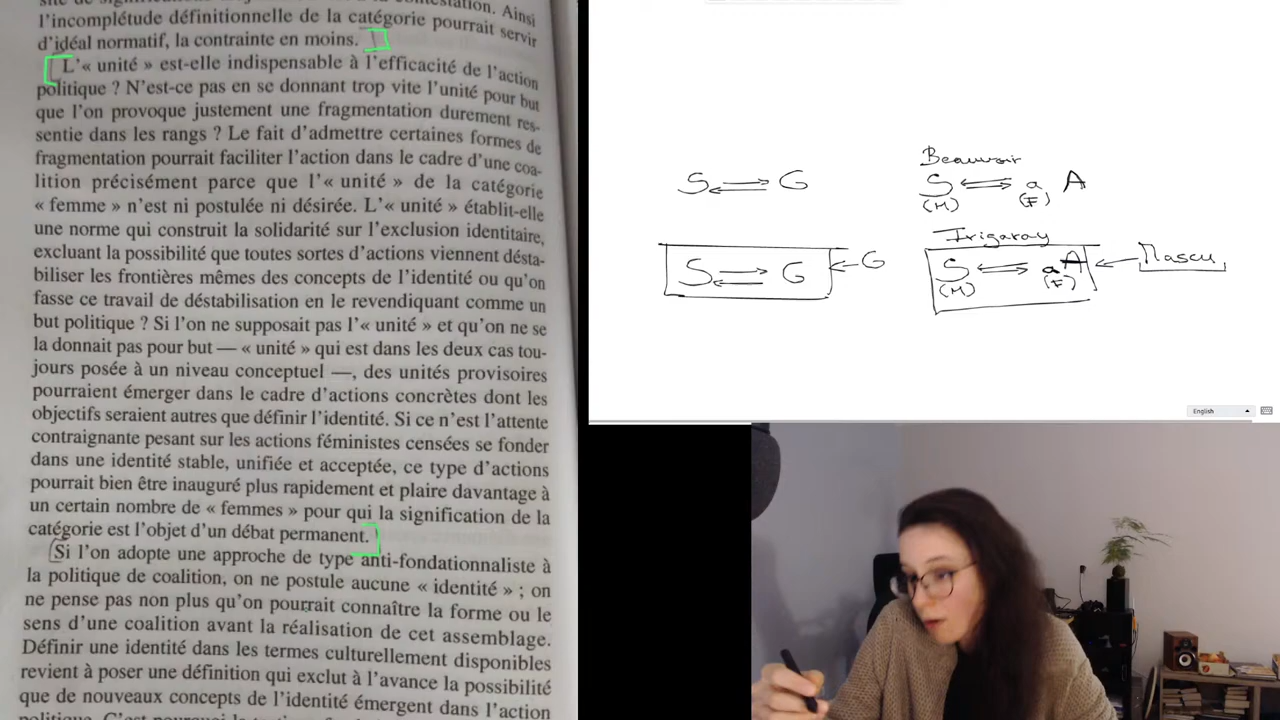 l'incomplétude définitionnelle de la catégorie pourrait servir
d'idéal normatif, la contrainte en moins.
L'« unité » est-elle indispensable à l'efficacité de l'action
politique ? N'est-ce pas en se donnant trop vite l'unité pour but
que l'on provoque justement une fragmentation durement res-
sentie dans les rangs ? Le fait d'admettre certaines formes de
fragmentation pourrait faciliter l'action dans le cadre d'une coa-
lition précisément parce que l'« unité » de la catégorie
« femme » n'est ni postulée ni désirée. L'« unité » établit-elle
une norme qui construit la solidarité sur l'exclusion identitaire,
excluant la possibilité que toutes sortes d'actions viennent désta-
biliser les frontières mêmes des concepts de l'identité ou qu'on
fasse ce travail de déstabilisation en le revendiquant comme un
but politique ? Si l'on ne supposait pas l'« unité » et qu'on ne se
la donnait pas pour but — « unité » qui est dans les deux cas tou-
jours posée à un niveau conceptuel —, des unités provisoires
pourraient émerger dans le cadre d'actions concrètes dont les
objectifs seraient autres que définir l'identité. Si ce n'est l'attente
contraignante pesant sur les actions féministes censées se fonder
dans une identité stable, unifiée et acceptée, ce type d'actions
pourrait bien être inauguré plus rapidement et plaire davantage à
un certain nombre de « femmes » pour qui la signification de la
catégorie est l'objet d'un débat permanent.
Si l'on adopte une approche de type anti-fondationnaliste à
la politique de coalition, on ne postule aucune « identité » ; on
ne pense pas non plus qu'on pourrait connaître la forme ou le
sens d'une coalition avant la réalisation de cet assemblage.
Définir une identité dans les termes culturellement disponibles
revient à poser une définition qui exclut à l'avance la possibilité
que de nouveaux concepts de l'identité émergent dans l'action
Beauvoir
S ⇄ G
S ⇄ a A
(M) (F)
Irigaray
S ⇄ G ← G
S ⇄ a A ← Mascu
(M) (F)
English